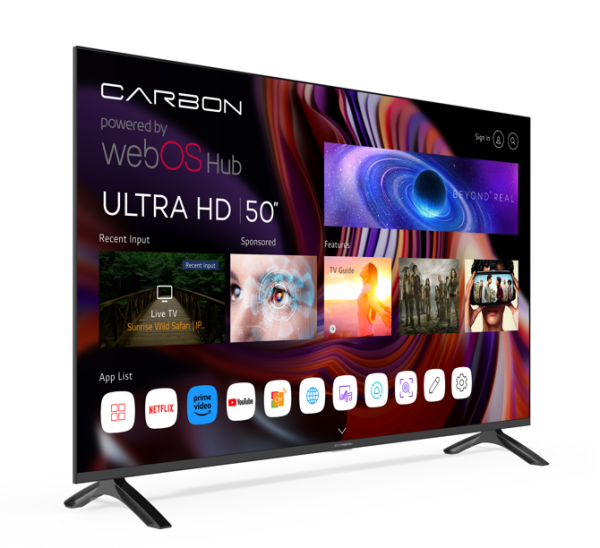 CARBON
powered by
webOS Hub
ULTRA HD | 50"
Sign in
BEYOND REAL
Recent Input
Sponsored
Features
Recent Input
TV Guide
Live TV
Sunrise Wild Safari | IP...
App List
NETFLIX
prime video
YouTube